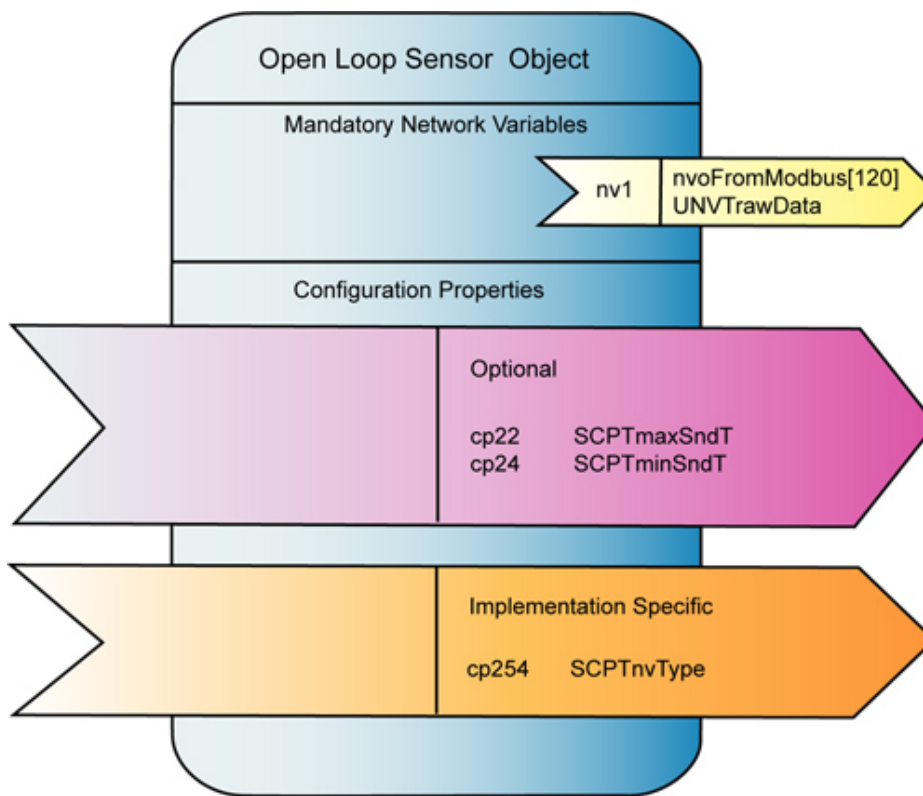 Open Loop Sensor Object
Mandatory Network Variables
nv1
nvoFromModbus[120]
UNVTrawData
Configuration Properties
Optional
cp22 SCPTmaxSndT
cp24 SCPTminSndT
Implementation Specific
cp254 SCPTnvType